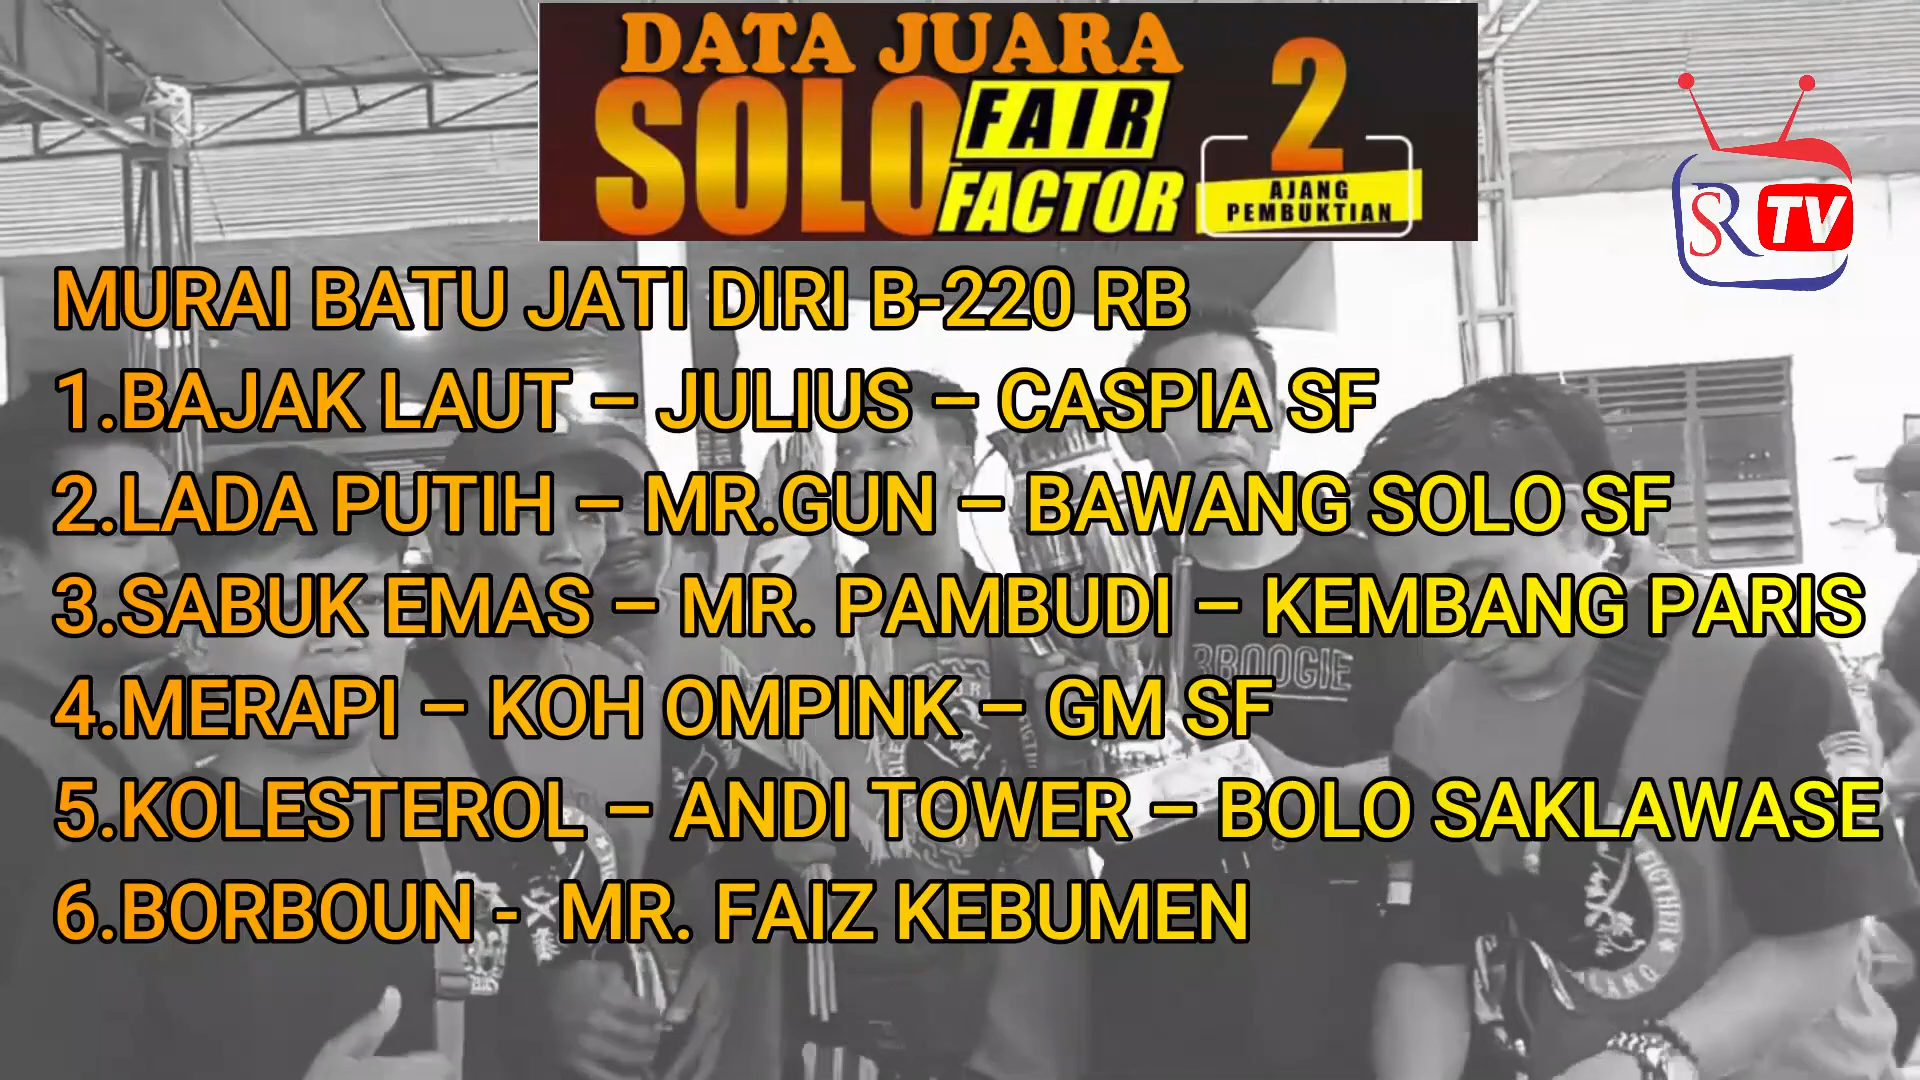 DATA JUARA
SOLO FAIR FACTOR 2
AJANG PEMBUKTIAN
SR TV
MURAI BATU JATI DIRI B-220 RB
1.BAJAK LAUT – JULIUS – CASPIA SF
2.LADA PUTIH – MR.GUN – BAWANG SOLO SF
3.SABUK EMAS – MR. PAMBUDI – KEMBANG PARIS
BROOGIE
4.MERAPI – KOH OMPINK – GM SF
5.KOLESTEROL – ANDI TOWER – BOLO SAKLAWASE
6.BORBOUN - MR. FAIZ KEBUMEN
FIGTHER